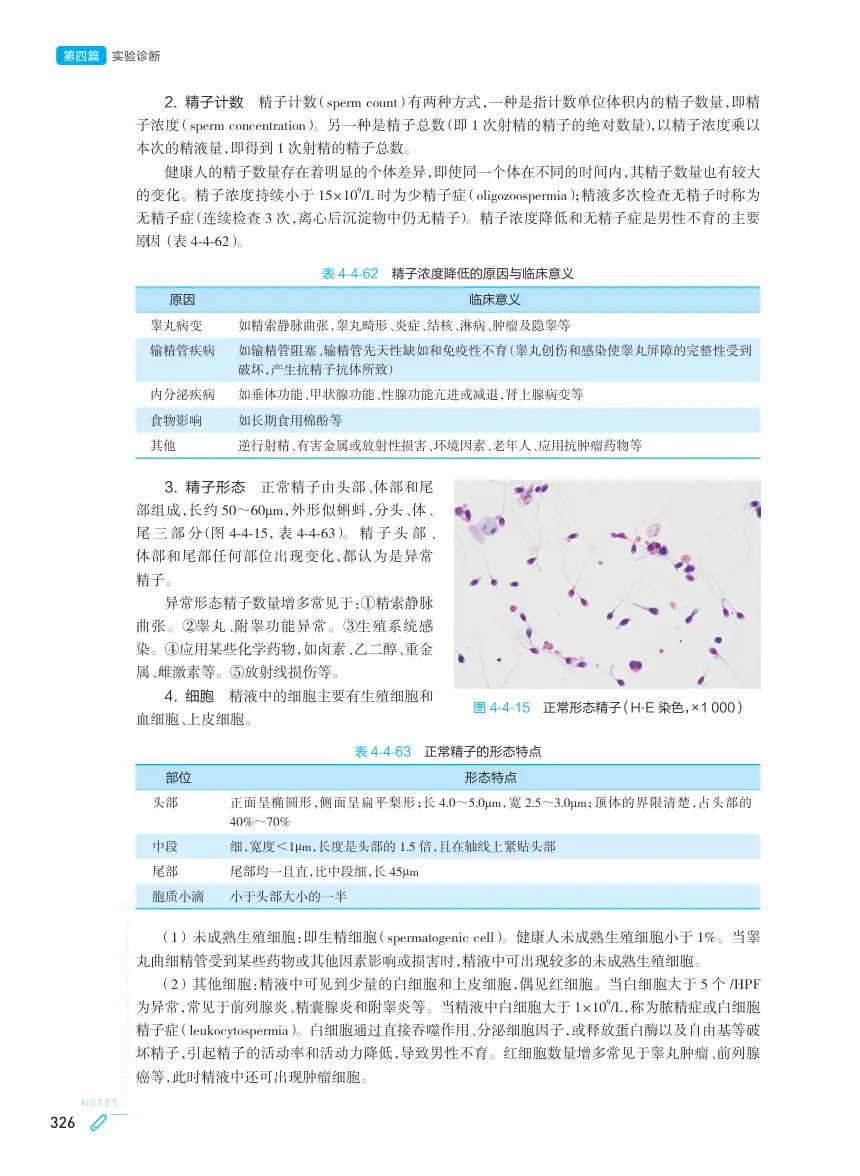 第四篇 实验诊断
2. 精子计数 精子计数(sperm count)有两种方式,一种是指计数单位体积内的精子数量,即精
子浓度(sperm concentration)。另一种是精子总数(即 1 次射精的精子的绝对数量),以精子浓度乘以
本次的精液量,即得到 1 次射精的精子总数。
健康人的精子数量存在着明显的个体差异,即使同一个体在不同的时间内,其精子数量也有较大
的变化。精子浓度持续小于 15×10⁹/L 时为少精子症(oligozoospermia);精液多次检查无精子时称为
无精子症(连续检查 3 次,离心后沉淀物中仍无精子)。精子浓度降低和无精子症是男性不育的主要
原因(表 4-4-62)。
表 4-4-62 精子浓度降低的原因与临床意义
原因 临床意义
睾丸病变 如精索静脉曲张,睾丸畸形、炎症、结核、淋病、肿瘤及隐睾等
输精管疾病 如输精管阻塞、输精管先天性缺如和免疫性不育(睾丸创伤和感染使睾丸屏障的完整性受到
破坏,产生抗精子抗体所致)
内分泌疾病 如垂体功能、甲状腺功能、性腺功能亢进或减退,肾上腺病变等
食物影响 如长期食用棉酚等
其他 逆行射精、有害金属或放射性损害、环境因素、老年人、应用抗肿瘤药物等
3. 精子形态 正常精子由头部、体部和尾
部组成,长约 50～60μm,外形似蝌蚪,分头、体、
尾三部分(图 4-4-15,表 4-4-63)。精子头部、
体部和尾部任何部位出现变化,都认为是异常
精子。
异常形态精子数量增多常见于:①精索静脉
曲张。②睾丸、附睾功能异常。③生殖系统感
染。④应用某些化学药物,如卤素、乙二醇、重金
属、雌激素等。⑤放射线损伤等。
4. 细胞 精液中的细胞主要有生殖细胞和
血细胞、上皮细胞。
图 4-4-15 正常形态精子(H-E 染色,×1 000)
表 4-4-63 正常精子的形态特点
部位 形态特点
头部 正面呈椭圆形,侧面呈扁平梨形;长 4.0～5.0μm,宽 2.5～3.0μm;顶体的界限清楚,占头部的
40%～70%
中段 细,宽度＜1μm,长度是头部的 1.5 倍,且在轴线上紧贴头部
尾部 尾部均一且直,比中段细,长 45μm
胞质小滴 小于头部大小的一半
(1)未成熟生殖细胞:即生精细胞(spermatogenic cell)。健康人未成熟生殖细胞小于 1%。当睾
丸曲细精管受到某些药物或其他因素影响或损害时,精液中可出现较多的未成熟生殖细胞。
(2)其他细胞:精液中可见到少量的白细胞和上皮细胞,偶见红细胞。当白细胞大于 5 个 /HPF
为异常,常见于前列腺炎、精囊腺炎和附睾炎等。当精液中白细胞大于 1×10⁹/L,称为脓精症或白细胞
精子症(leukocytospermia)。白细胞通过直接吞噬作用、分泌细胞因子,或释放蛋白酶以及自由基等破
坏精子,引起精子的活动率和活动力降低,导致男性不育。红细胞数量增多常见于睾丸肿瘤、前列腺
癌等,此时精液中还可出现肿瘤细胞。
NOTES
326